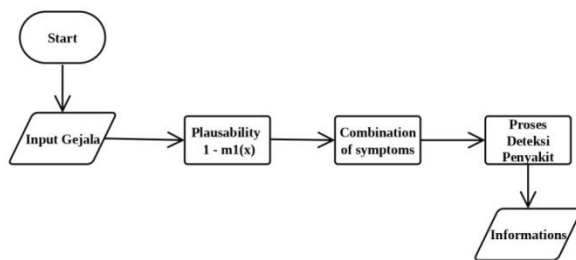 Start
Input Gejala
Plausability
1 - m1(x)
Combination
of symptoms
Proses
Deteksi
Penyakit
Informations